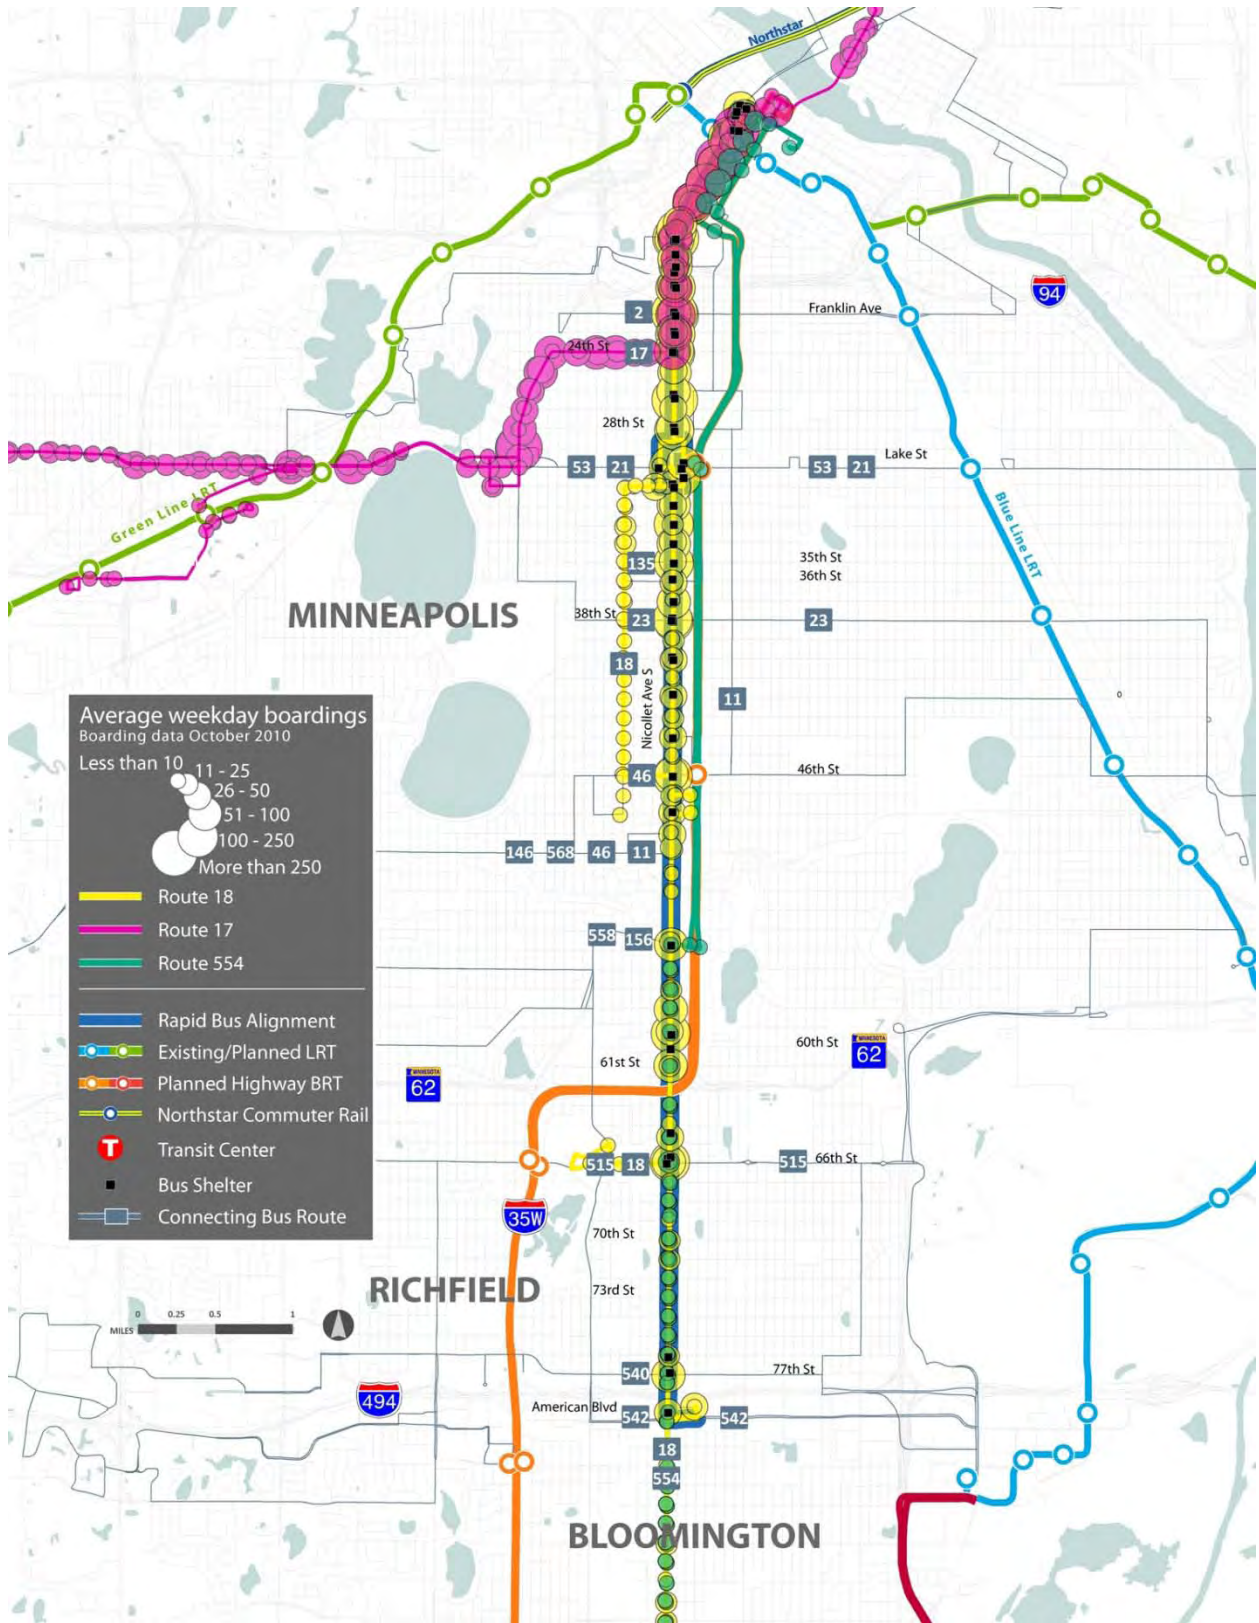 Northstar
94
2
Franklin Ave
24th St
17
28th St
Lake St
53
21
53
21
Green Line LRT
Blue Line LRT
135
35th St
36th St
MINNEAPOLIS
38th St
23
23
18
Nicollet Ave S
11
46
46th St
146
568
46
11
558
156
60th St
MINNESOTA
62
61st St
MINNESOTA
62
515
18
515
66th St
35W
70th St
RICHFIELD
73rd St
540
77th St
494
American Blvd
542
542
18
554
BLOOMINGTON
Average weekday boardings
Boarding data October 2010
Less than 10
11 - 25
26 - 50
51 - 100
100 - 250
More than 250
Route 18
Route 17
Route 554
Rapid Bus Alignment
Existing/Planned LRT
Planned Highway BRT
Northstar Commuter Rail
T
Transit Center
Bus Shelter
Connecting Bus Route
0 0.25 0.5 1
MILES